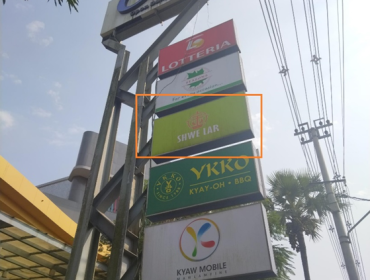 LOTTERIA
SHWE LAR
YKKO
KYAY-OH • BBQ
KYAW MOBILE